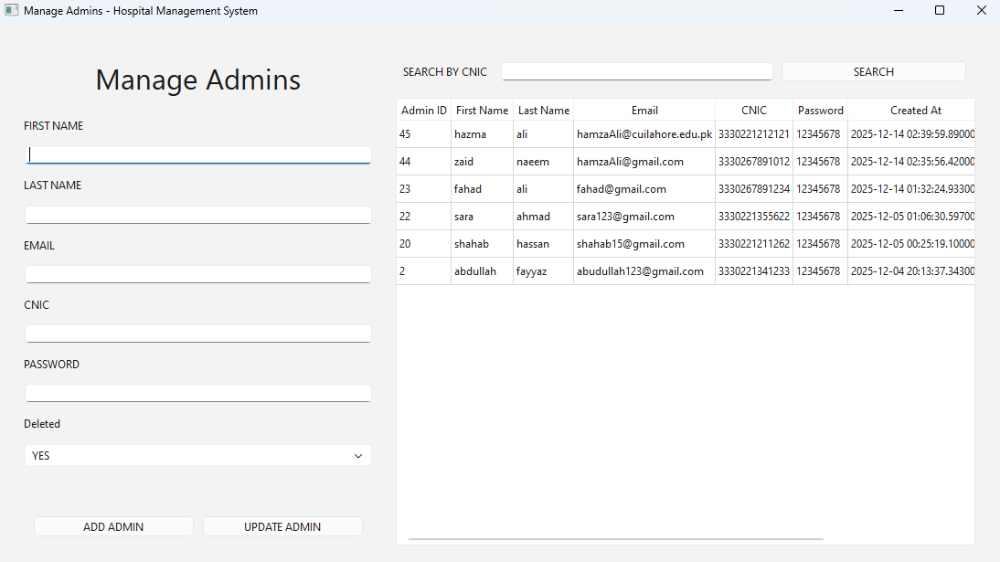 Manage Admins - Hospital Management System
Manage Admins
FIRST NAME
LAST NAME
EMAIL
CNIC
PASSWORD
Deleted
YES
ADD ADMIN UPDATE ADMIN
SEARCH BY CNIC SEARCH
Admin ID First Name Last Name Email CNIC Password Created At
45 hazma ali hamzaAli@cuilahore.edu.pk 3330221212121 12345678 2025-12-14 02:39:59.89000
44 zaid naeem hamzaAli@gmail.com 3330267891012 12345678 2025-12-14 02:35:56.42000
23 fahad ali fahad@gmail.com 3330267891234 12345678 2025-12-14 01:32:24.93300
22 sara ahmad sara123@gmail.com 3330221355622 12345678 2025-12-05 01:06:30.59700
20 shahab hassan shahab15@gmail.com 3330221211262 12345678 2025-12-05 00:25:19.10000
2 abdullah fayyaz abudullah123@gmail.com 3330221341233 12345678 2025-12-04 20:13:37.34300